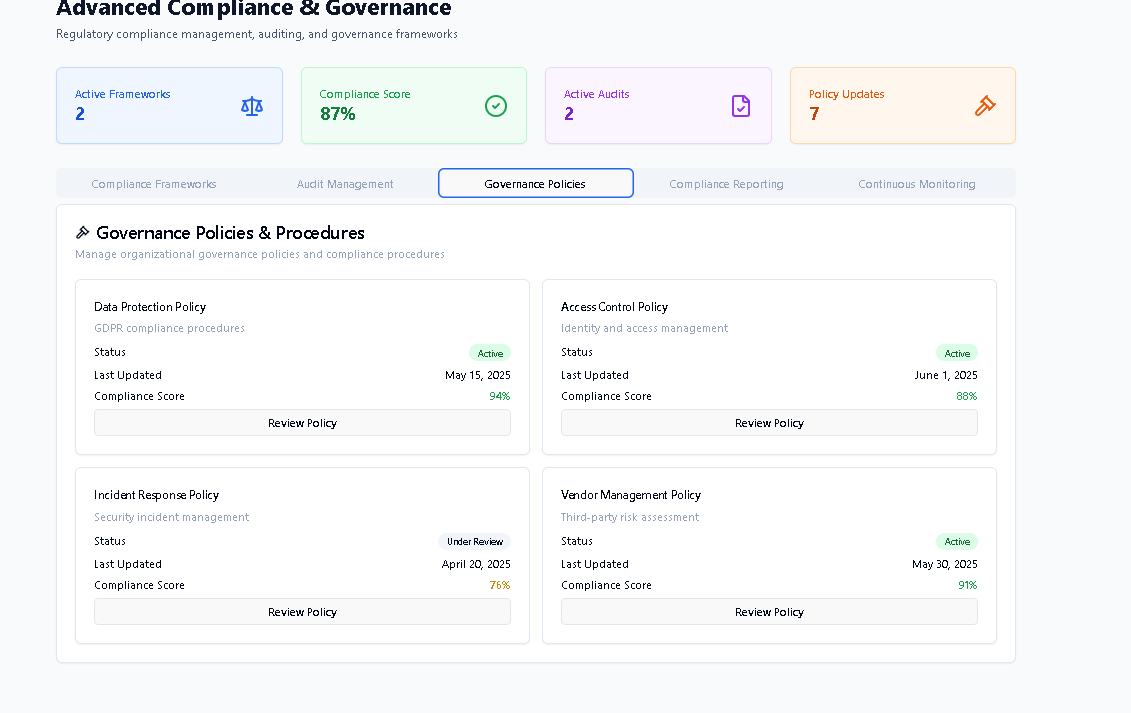 Advanced Compliance & Governance
Regulatory compliance management, auditing, and governance frameworks
Active Frameworks
2
Compliance Score
87%
Active Audits
2
Policy Updates
7
Compliance Frameworks
Audit Management
Governance Policies
Compliance Reporting
Continuous Monitoring
Governance Policies & Procedures
Manage organizational governance policies and compliance procedures
Data Protection Policy
GDPR compliance procedures
Status Active
Last Updated May 15, 2025
Compliance Score 94%
Review Policy
Access Control Policy
Identity and access management
Status Active
Last Updated June 1, 2025
Compliance Score 88%
Review Policy
Incident Response Policy
Security incident management
Status Under Review
Last Updated April 20, 2025
Compliance Score 76%
Review Policy
Vendor Management Policy
Third-party risk assessment
Status Active
Last Updated May 30, 2025
Compliance Score 91%
Review Policy